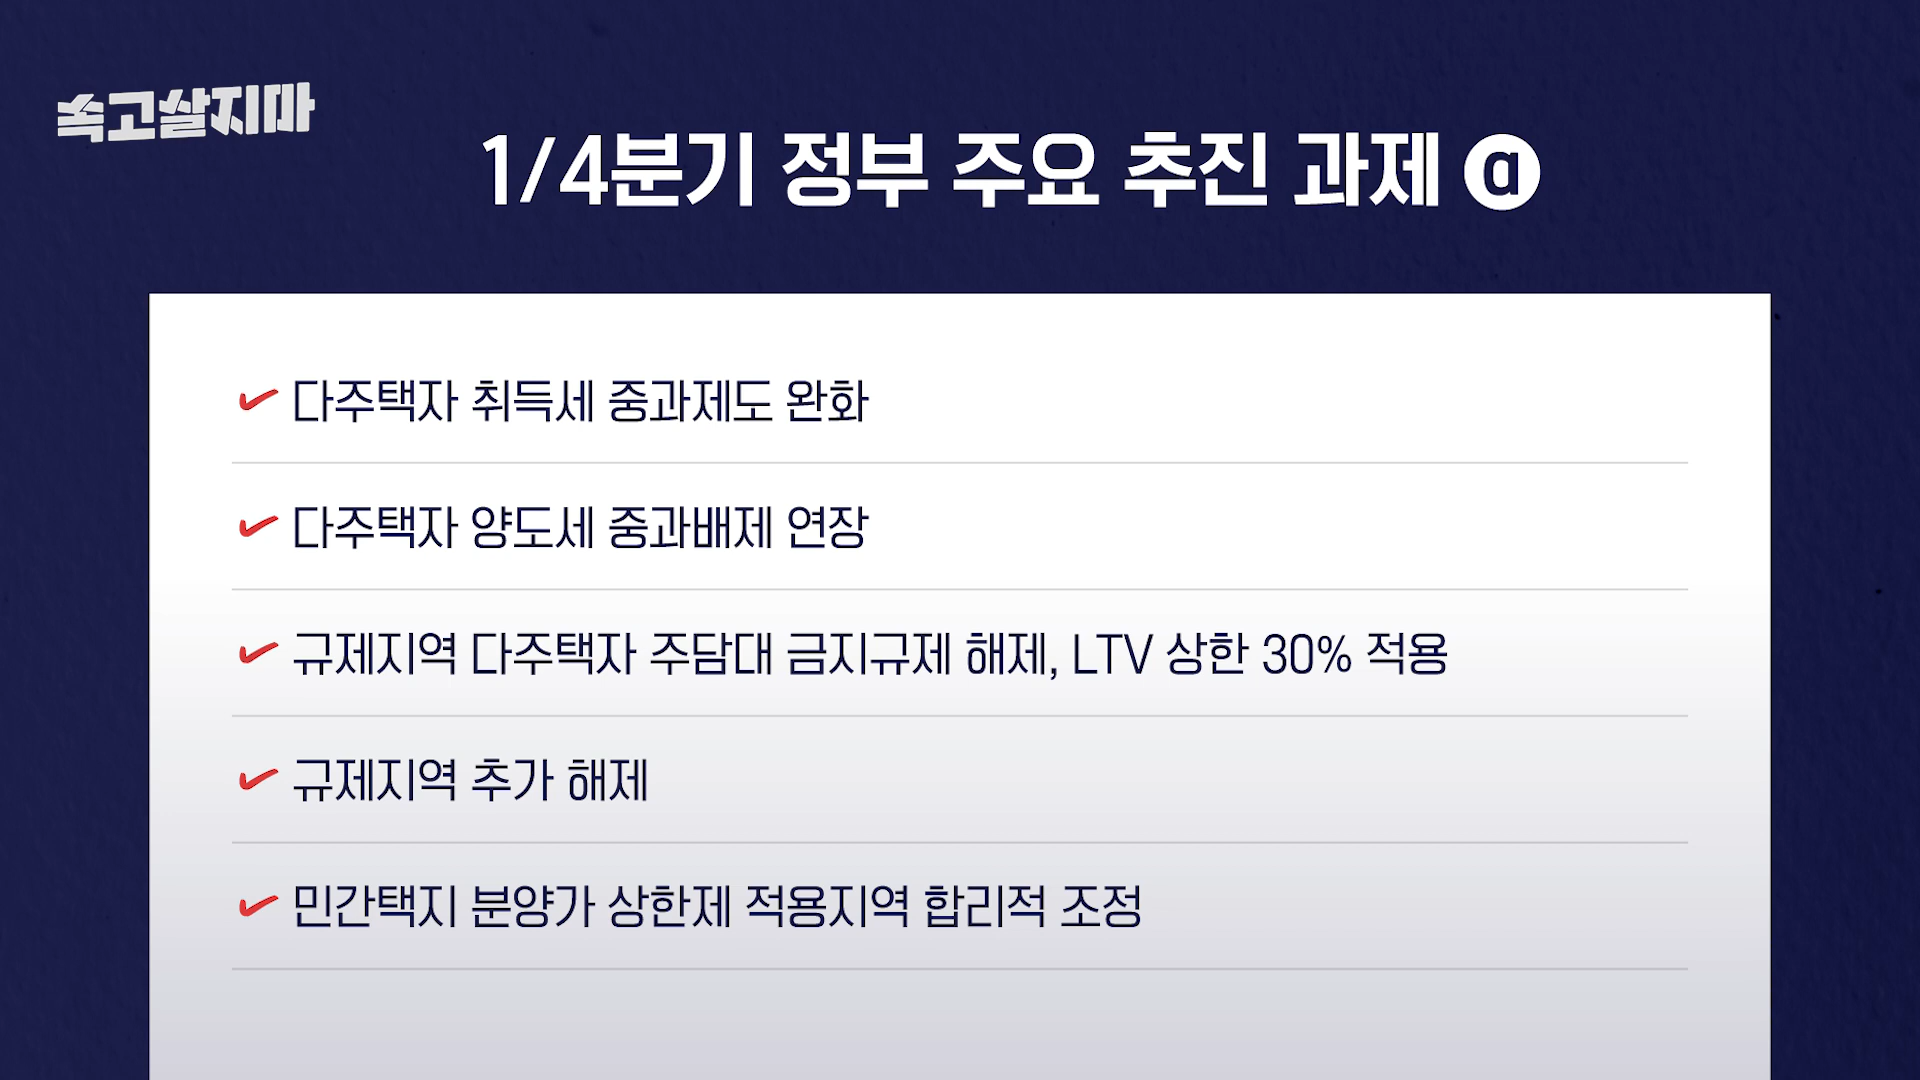 속고살지마
1/4분기 정부 주요 추진 과제 ⓐ
다주택자 취득세 중과제도 완화
다주택자 양도세 중과배제 연장
규제지역 다주택자 주담대 금지규제 해제, LTV 상한 30% 적용
규제지역 추가 해제
민간택지 분양가 상한제 적용지역 합리적 조정